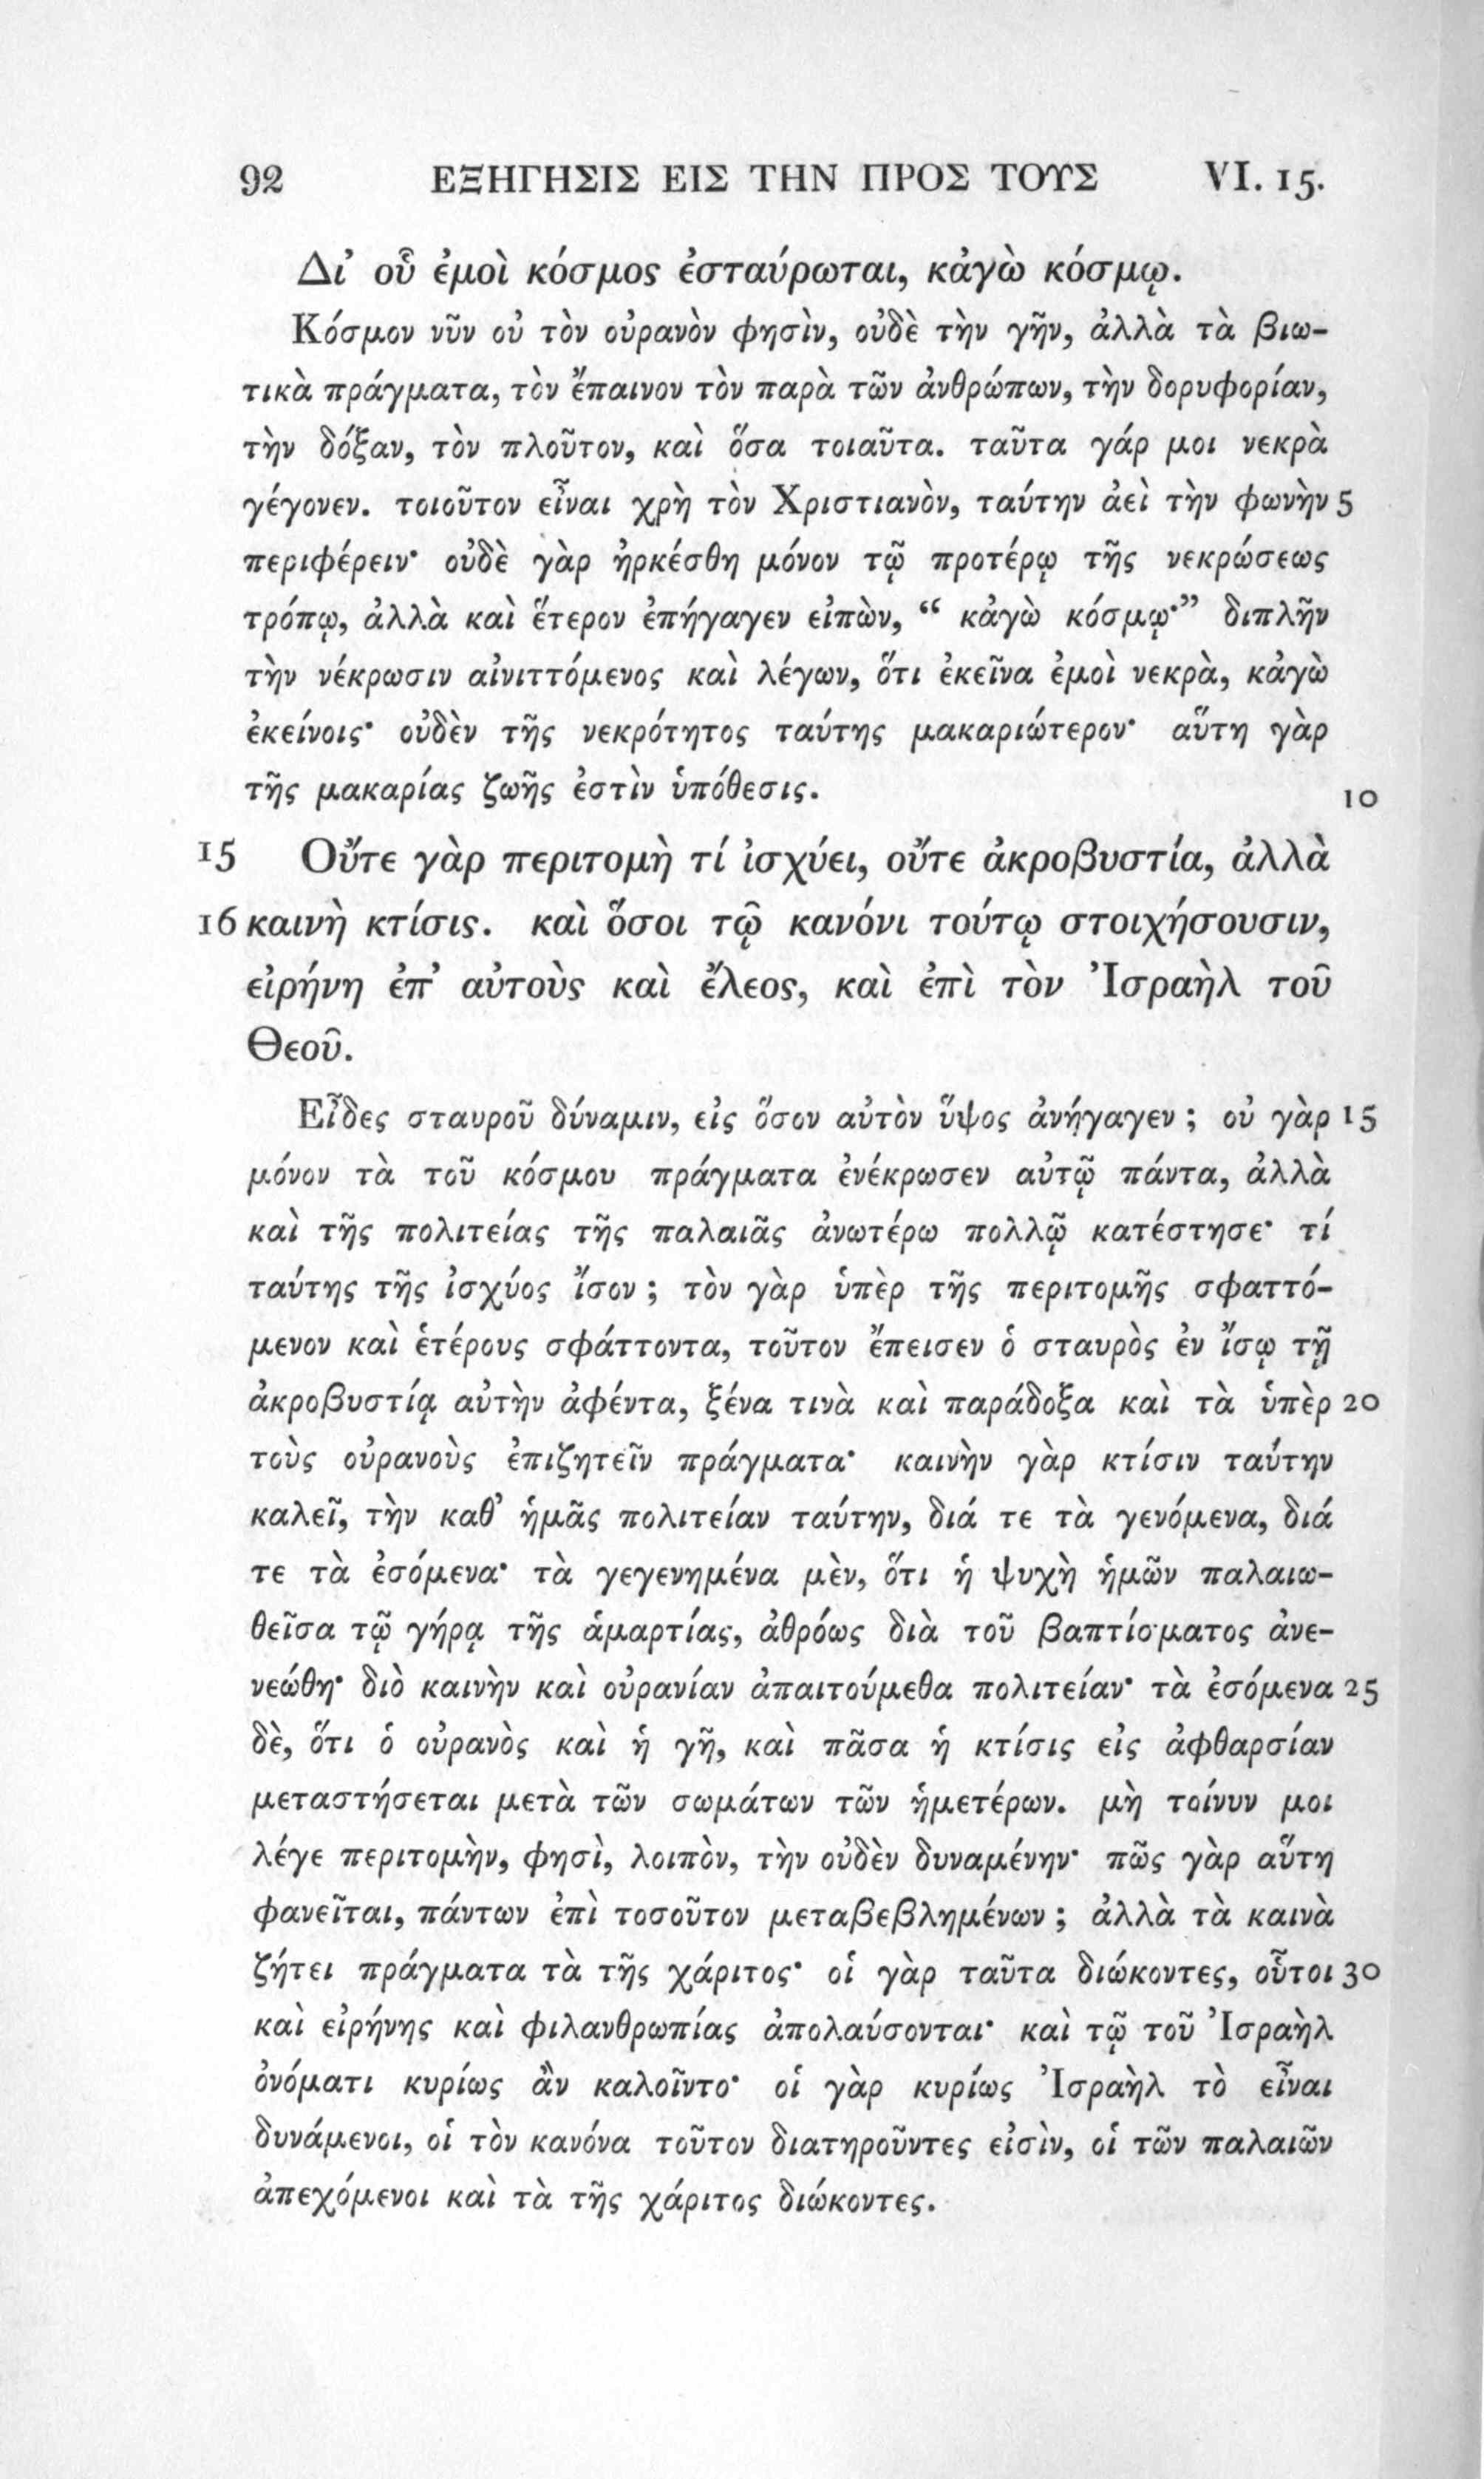 92 ΕΞΗΓΗΣΙΣ ΕΙΣ ΤΗΝ ΠΡΟΣ ΤΟΥΣ VI. 15.
Δι’ οὗ ἐμοὶ κόσμος ἐσταύρωται, κἀγὼ κόσμῳ.
Κόσμον νῦν οὐ τὸν οὐρανὸν φησὶν, οὐδὲ τὴν γῆν, ἀλλὰ τὰ βιω-
τικὰ πράγματα, τὸν ἔπαινον τὸν παρὰ τῶν ἀνθρώπων, τὴν δορυφορίαν,
τὴν δόξαν, τὸν πλοῦτον, καὶ ὅσα τοιαῦτα. ταῦτα γάρ μοι νεκρὰ
γέγονεν. τοιοῦτον εἶναι χρὴ τὸν Χριστιανὸν, ταύτην ἀεὶ τὴν φωνὴν 5
περιφέρειν· οὐδὲ γὰρ ἠρκέσθη μόνον τῷ προτέρῳ τῆς νεκρώσεως
τρόπῳ, ἀλλὰ καὶ ἕτερον ἐπήγαγεν εἰπὼν, “ κἀγὼ κόσμῳ·” διπλῆν
τὴν νέκρωσιν αἰνιττόμενος καὶ λέγων, ὅτι ἐκεῖνα ἐμοὶ νεκρὰ, κἀγὼ
ἐκείνοις· οὐδὲν τῆς νεκρότητος ταύτης μακαριώτερον· αὕτη γὰρ
τῆς μακαρίας ζωῆς ἐστὶν ὑπόθεσις. 10
15 Οὔτε γὰρ περιτομὴ τί ἰσχύει, οὔτε ἀκροβυστία, ἀλλὰ
16 καινὴ κτίσις. καὶ ὅσοι τῷ κανόνι τούτῳ στοιχήσουσιν,
εἰρήνη ἐπ’ αὐτοὺς καὶ ἔλεος, καὶ ἐπὶ τὸν Ἰσραὴλ τοῦ
Θεοῦ.
Εἶδες σταυροῦ δύναμιν, εἰς ὅσον αὐτὸν ὕψος ἀνήγαγεν ; οὐ γὰρ 15
μόνον τὰ τοῦ κόσμου πράγματα ἐνέκρωσεν αὐτῷ πάντα, ἀλλὰ
καὶ τῆς πολιτείας τῆς παλαιᾶς ἀνωτέρω πολλῷ κατέστησε· τί
ταύτης τῆς ἰσχύος ἴσον ; τὸν γὰρ ὑπὲρ τῆς περιτομῆς σφαττό-
μενον καὶ ἑτέρους σφάττοντα, τοῦτον ἔπεισεν ὁ σταυρὸς ἐν ἴσῳ τῇ
ἀκροβυστίᾳ αὐτὴν ἀφέντα, ξένα τινὰ καὶ παράδοξα καὶ τὰ ὑπὲρ 20
τοὺς οὐρανοὺς ἐπιζητεῖν πράγματα· καινὴν γὰρ κτίσιν ταύτην
καλεῖ, τὴν καθ’ ἡμᾶς πολιτείαν ταύτην, διά τε τὰ γενόμενα, διά
τε τὰ ἐσόμενα· τὰ γεγενημένα μὲν, ὅτι ἡ ψυχὴ ἡμῶν παλαιω-
θεῖσα τῷ γήρᾳ τῆς ἁμαρτίας, ἀθρόως διὰ τοῦ βαπτίσματος ἀνε-
νεώθη· διὸ καινὴν καὶ οὐρανίαν ἀπαιτούμεθα πολιτείαν· τὰ ἐσόμενα 25
δὲ, ὅτι ὁ οὐρανὸς καὶ ἡ γῆ, καὶ πᾶσα ἡ κτίσις εἰς ἀφθαρσίαν
μεταστήσεται μετὰ τῶν σωμάτων τῶν ἡμετέρων. μὴ τοίνυν μοι
λέγε περιτομὴν, φησὶ, λοιπὸν, τὴν οὐδὲν δυναμένην· πῶς γὰρ αὕτη
φανεῖται, πάντων ἐπὶ τοσοῦτον μεταβεβλημένων ; ἀλλὰ τὰ καινὰ
ζήτει πράγματα τὰ τῆς χάριτος· οἱ γὰρ ταῦτα διώκοντες, οὗτοι 30
καὶ εἰρήνης καὶ φιλανθρωπίας ἀπολαύσονται· καὶ τῷ τοῦ Ἰσραὴλ
ὀνόματι κυρίως ἂν καλοῖντο· οἱ γὰρ κυρίως Ἰσραὴλ τὸ εἶναι
δυνάμενοι, οἱ τὸν κανόνα τοῦτον διατηροῦντες εἰσὶν, οἱ τῶν παλαιῶν
ἀπεχόμενοι καὶ τὰ τῆς χάριτος διώκοντες.